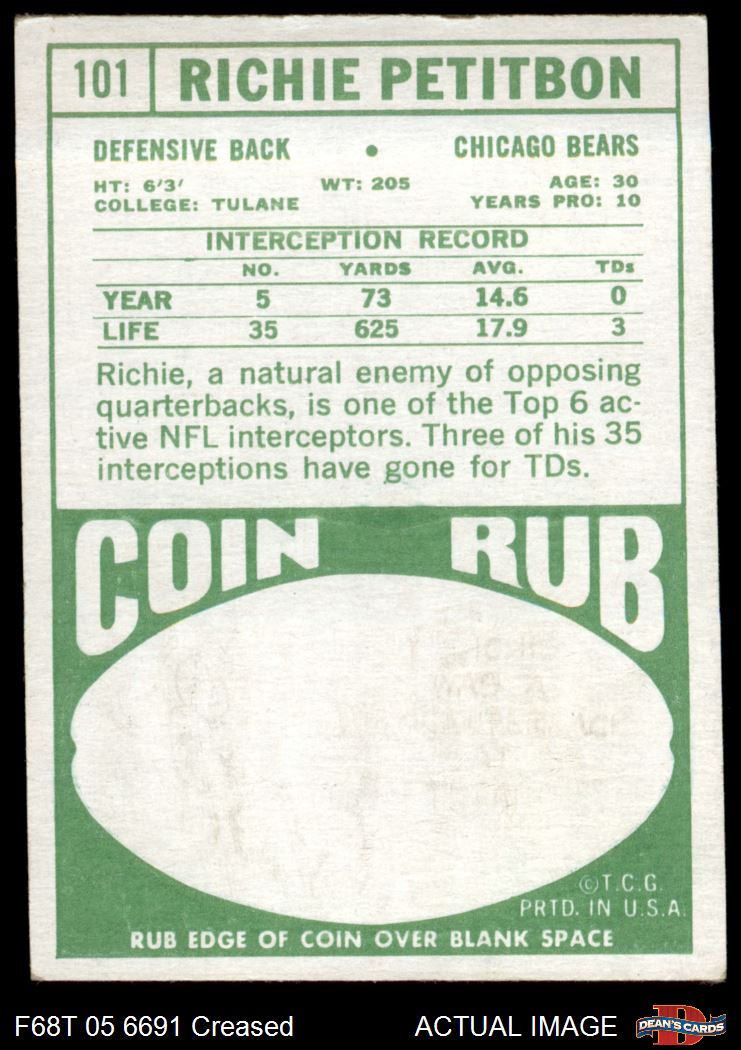 101 RICHIE PETITBON
DEFENSIVE BACK • CHICAGO BEARS
HT: 6'3' WT: 205 AGE: 30
COLLEGE: TULANE YEARS PRO: 10
INTERCEPTION RECORD
NO. YARDS AVG. TDs
YEAR 5 73 14.6 0
LIFE 35 625 17.9 3
Richie, a natural enemy of opposing
quarterbacks, is one of the Top 6 ac-
tive NFL interceptors. Three of his 35
interceptions have gone for TDs.
COIN RUB
©T.C.G.
PRTD. IN U.S.A.
RUB EDGE OF COIN OVER BLANK SPACE
F68T 05 6691 Creased ACTUAL IMAGE
D
DEAN'S CARDS